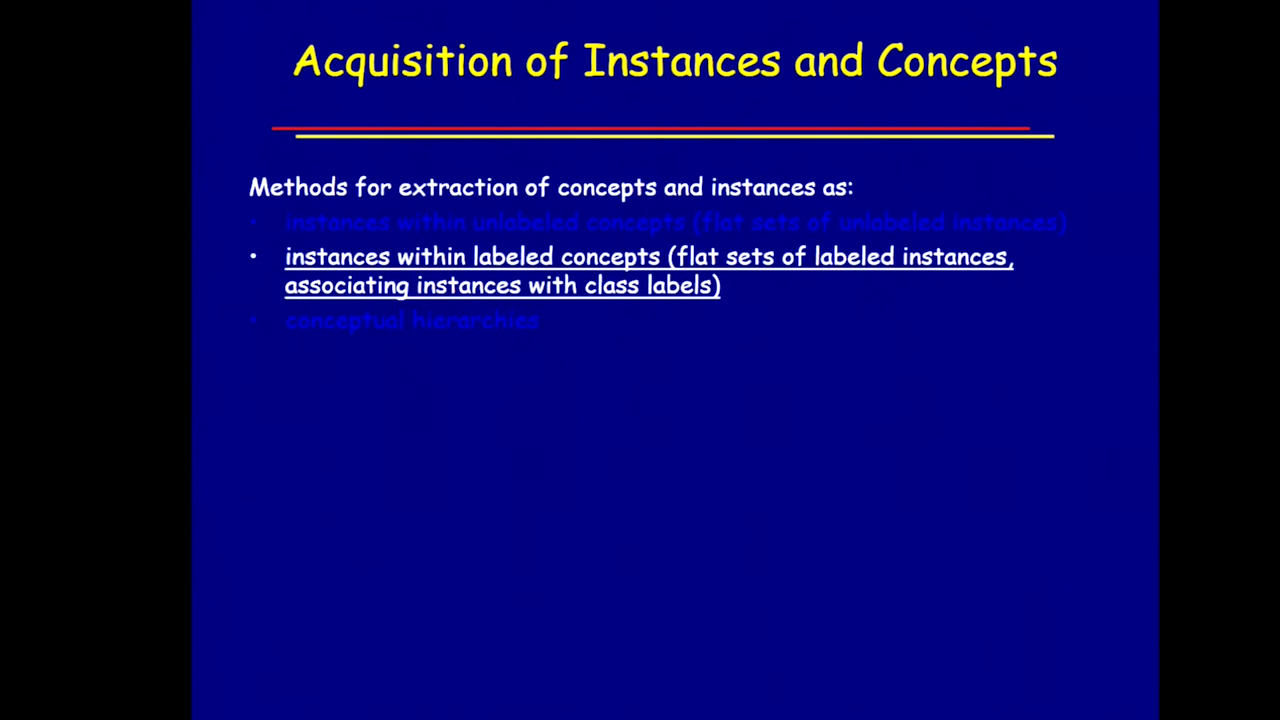 Acquisition of Instances and Concepts
Methods for extraction of concepts and instances as:
• instances within unlabeled concepts (flat sets of unlabeled instances)
• instances within labeled concepts (flat sets of labeled instances,
associating instances with class labels)
• conceptual hierarchies